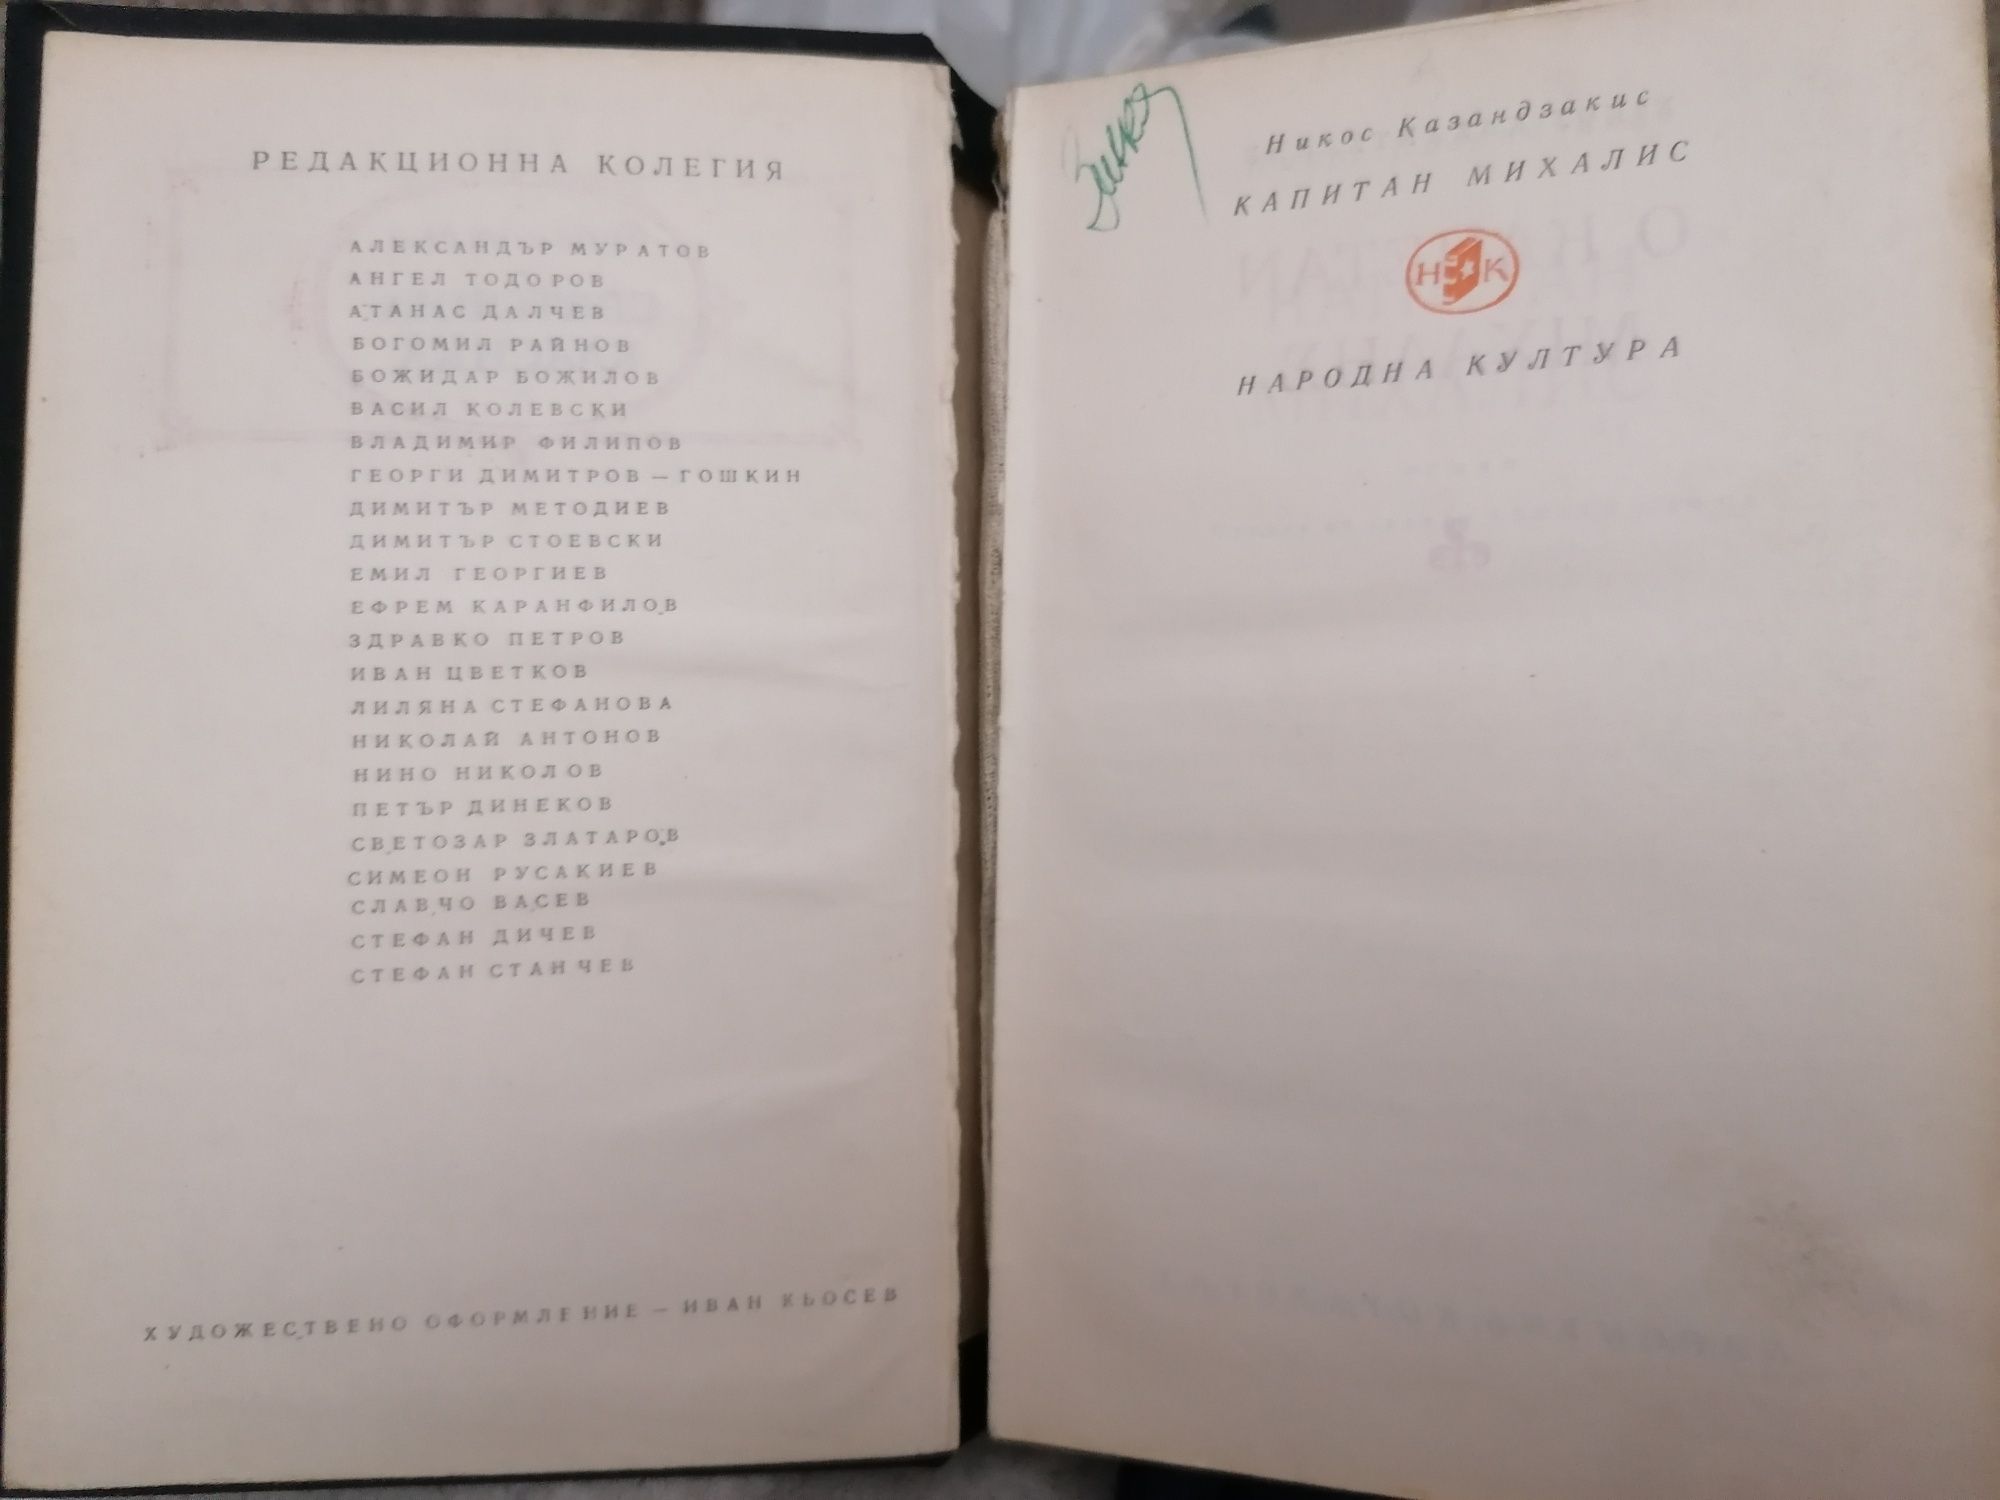 РЕДАКЦИОННА КОЛЕГИЯ
АЛЕКСАНДЪР МУРАТОВ
АНГЕЛ ТОДОРОВ
АТАНАС ДАЛЧЕВ
БОГОМИЛ РАЙНОВ
БОЖИДАР БОЖИЛОВ
ВАСИЛ КОЛЕВСКИ
ВЛАДИМИР ФИЛИПОВ
ГЕОРГИ ДИМИТРОВ — ГОШКИН
ДИМИТЪР МЕТОДИЕВ
ДИМИТЪР СТОЕВСКИ
ЕМИЛ ГЕОРГИЕВ
ЕФРЕМ КАРАНФИЛОВ
ЗДРАВКО ПЕТРОВ
ИВАН ЦВЕТКОВ
ЛИЛЯНА СТЕФАНОВА
НИКОЛАЙ АНТОНОВ
НИНО НИКОЛОВ
ПЕТЪР ДИНЕКОВ
СВЕТОЗАР ЗЛАТАРОВ
СИМЕОН РУСАКИЕВ
СЛАВЧО ВАСЕВ
СТЕФАН ДИЧЕВ
СТЕФАН СТАНЧЕВ
ХУДОЖЕСТВЕНО ОФОРМЛЕНИЕ — ИВАН КЬОСЕВ
Никос Казандзакис
КАПИТАН МИХАЛИС
Н К
НАРОДНА КУЛТУРА